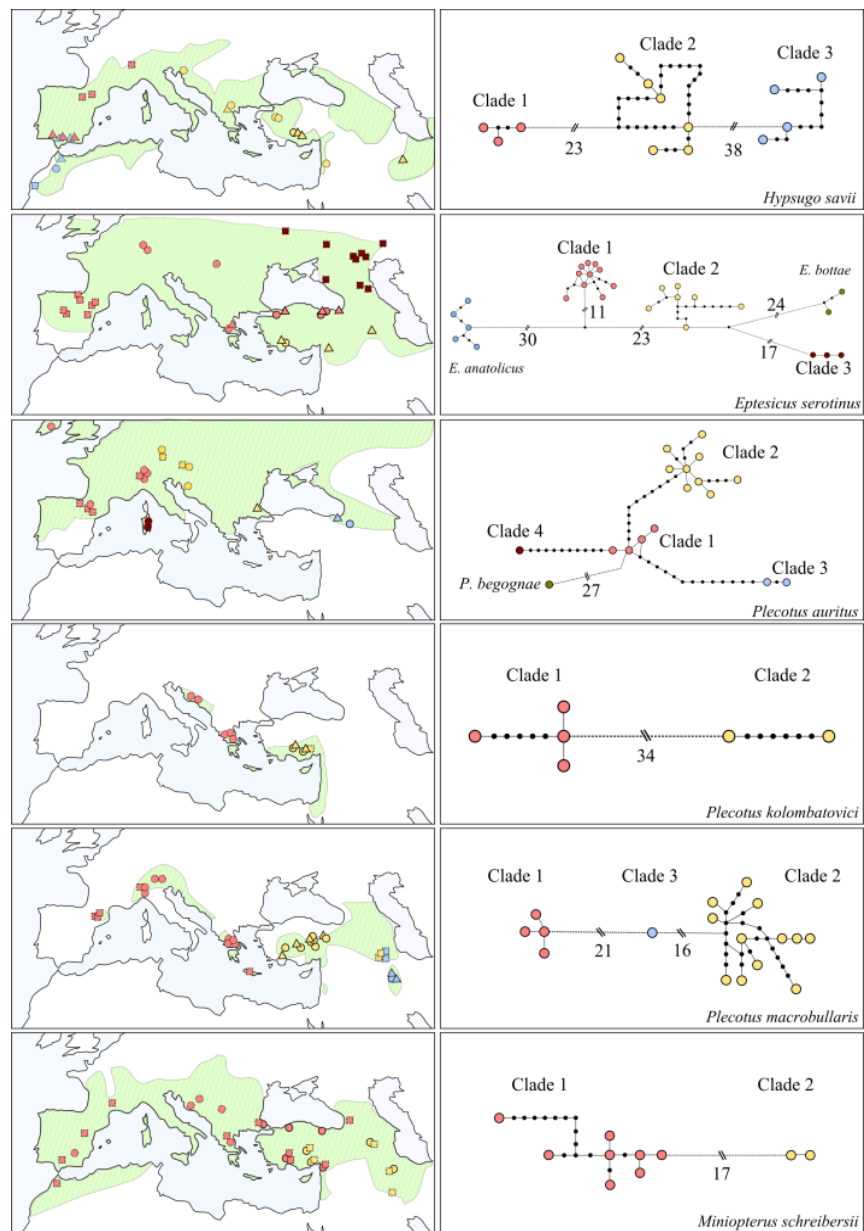 Clade 2
Clade 3
Clade 1
23
38
Hypsugo savii
Clade 1
E. bottae
Clade 2
24
11
30
23
17
E. anatolicus
Clade 3
Eptesicus serotinus
Clade 2
Clade 4
Clade 1
P. begognae
27
Clade 3
Plecotus auritus
Clade 1
Clade 2
34
Plecotus kolombatovici
Clade 1
Clade 3
Clade 2
21
16
Plecotus macrobullaris
Clade 1
Clade 2
17
Miniopterus schreibersii